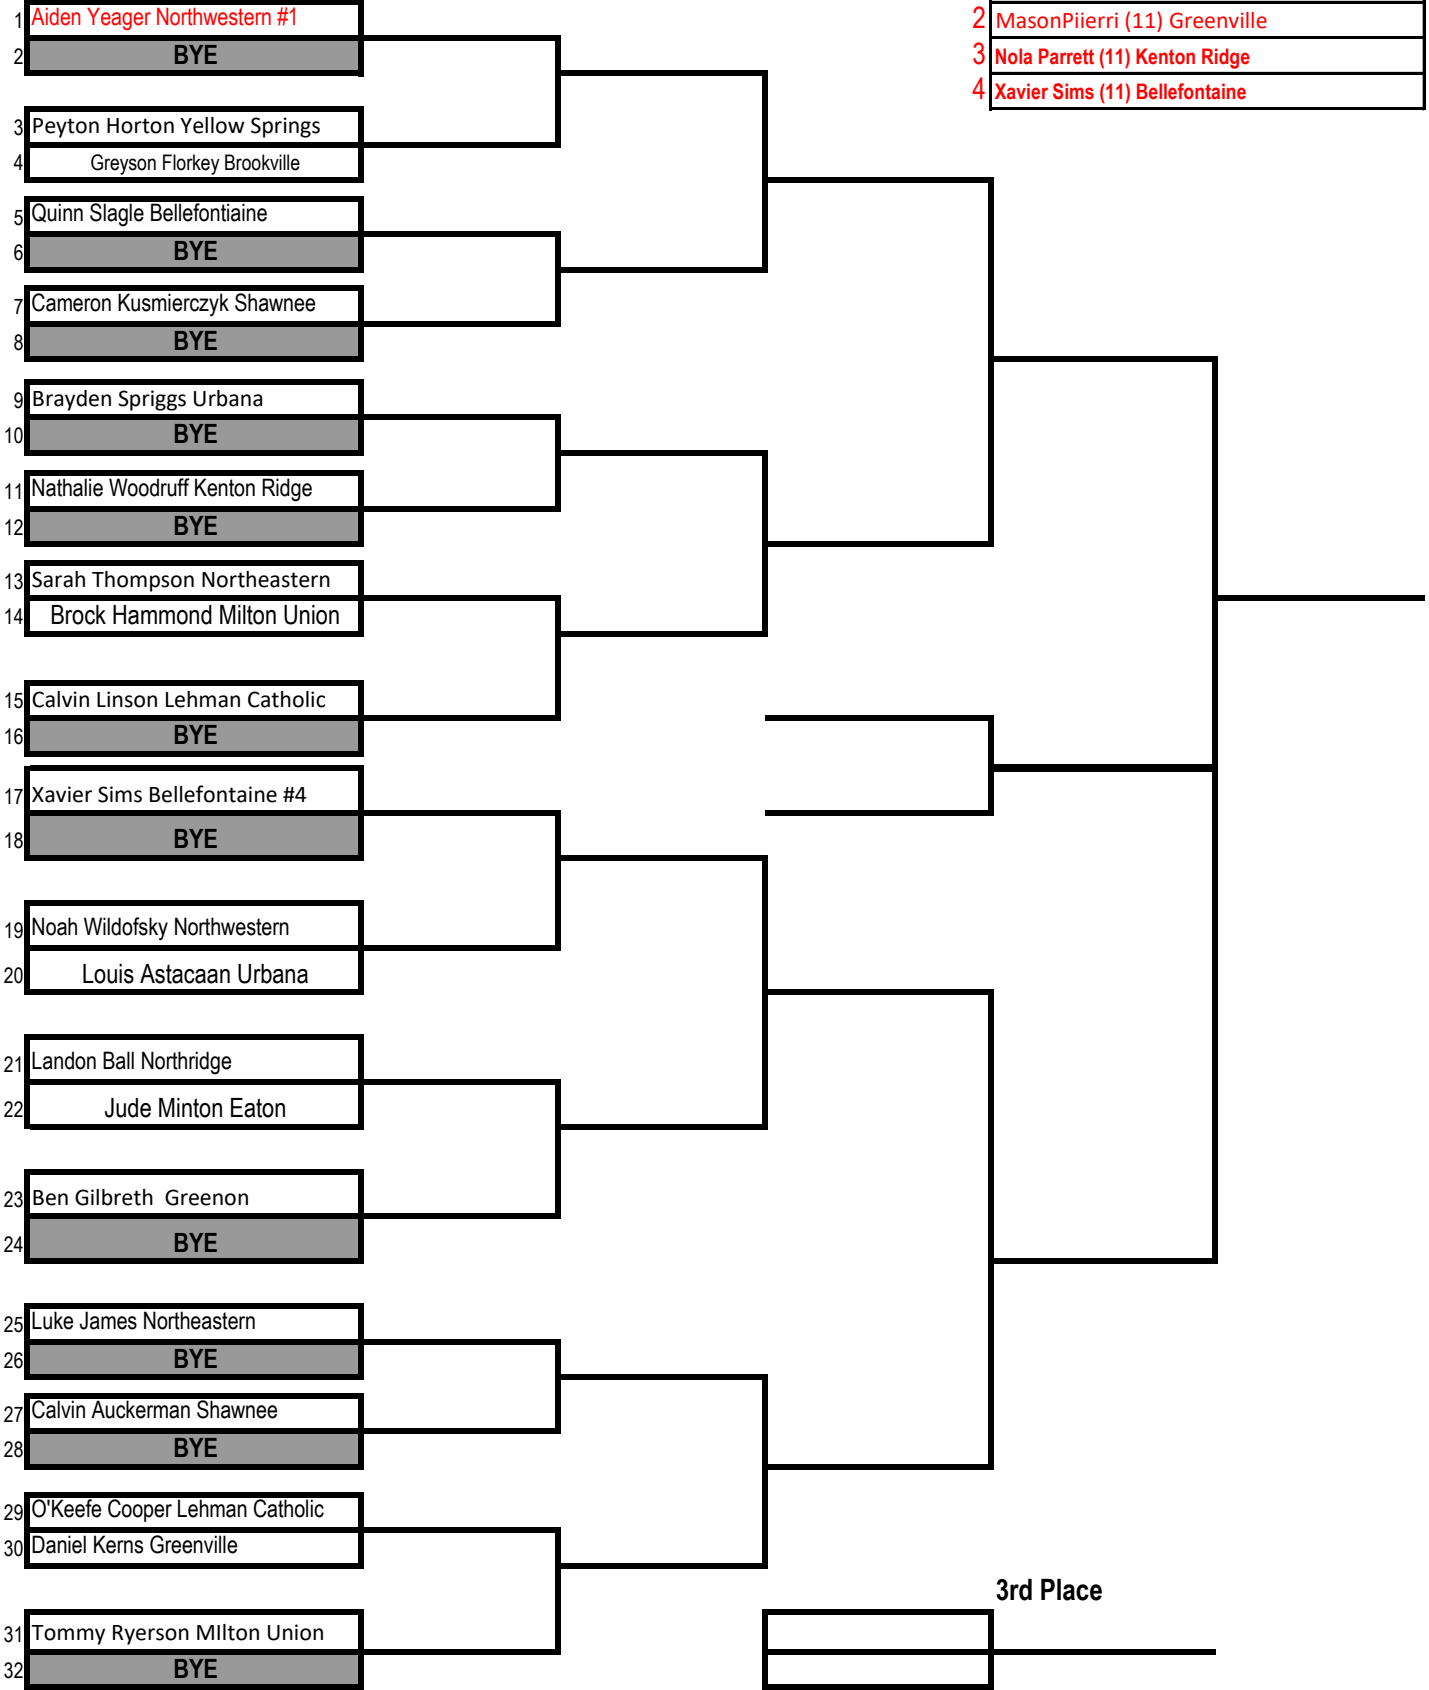 1 Aiden Yeager Northwestern #1
2 BYE
2 MasonPiierri (11) Greenville
3 Nola Parrett (11) Kenton Ridge
4 Xavier Sims (11) Bellefontaine
3 Peyton Horton Yellow Springs
4 Greyson Florkey Brookville
5 Quinn Slagle Bellefontiaine
6 BYE
7 Cameron Kusmierczyk Shawnee
8 BYE
9 Brayden Spriggs Urbana
10 BYE
11 Nathalie Woodruff Kenton Ridge
12 BYE
13 Sarah Thompson Northeastern
14 Brock Hammond Milton Union
15 Calvin Linson Lehman Catholic
16 BYE
17 Xavier Sims Bellefontaine #4
18 BYE
19 Noah Wildofsky Northwestern
20 Louis Astacaan Urbana
21 Landon Ball Northridge
22 Jude Minton Eaton
23 Ben Gilbreth Greenon
24 BYE
25 Luke James Northeastern
26 BYE
27 Calvin Auckerman Shawnee
28 BYE
29 O'Keefe Cooper Lehman Catholic
30 Daniel Kerns Greenville
3rd Place
31 Tommy Ryerson MIlton Union
32 BYE